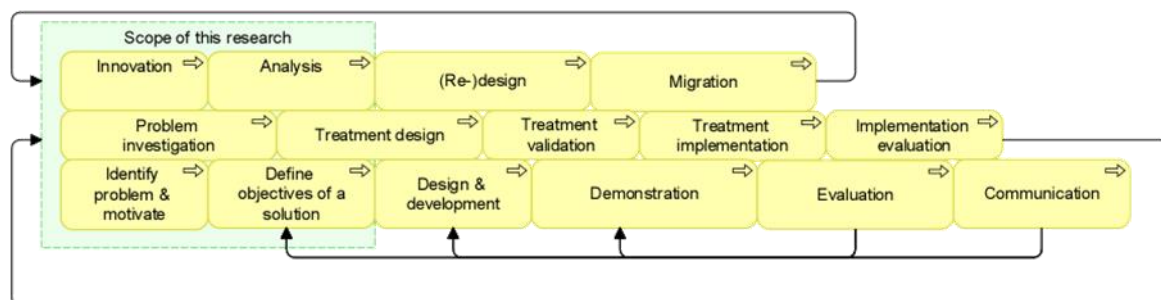 Scope of this research
Innovation
Analysis
(Re-)design
Migration
Problem
investigation
Treatment design
Treatment
validation
Treatment
implementation
Implementation
evaluation
Identify
problem &
motivate
Define
objectives of a
solution
Design &
development
Demonstration
Evaluation
Communication